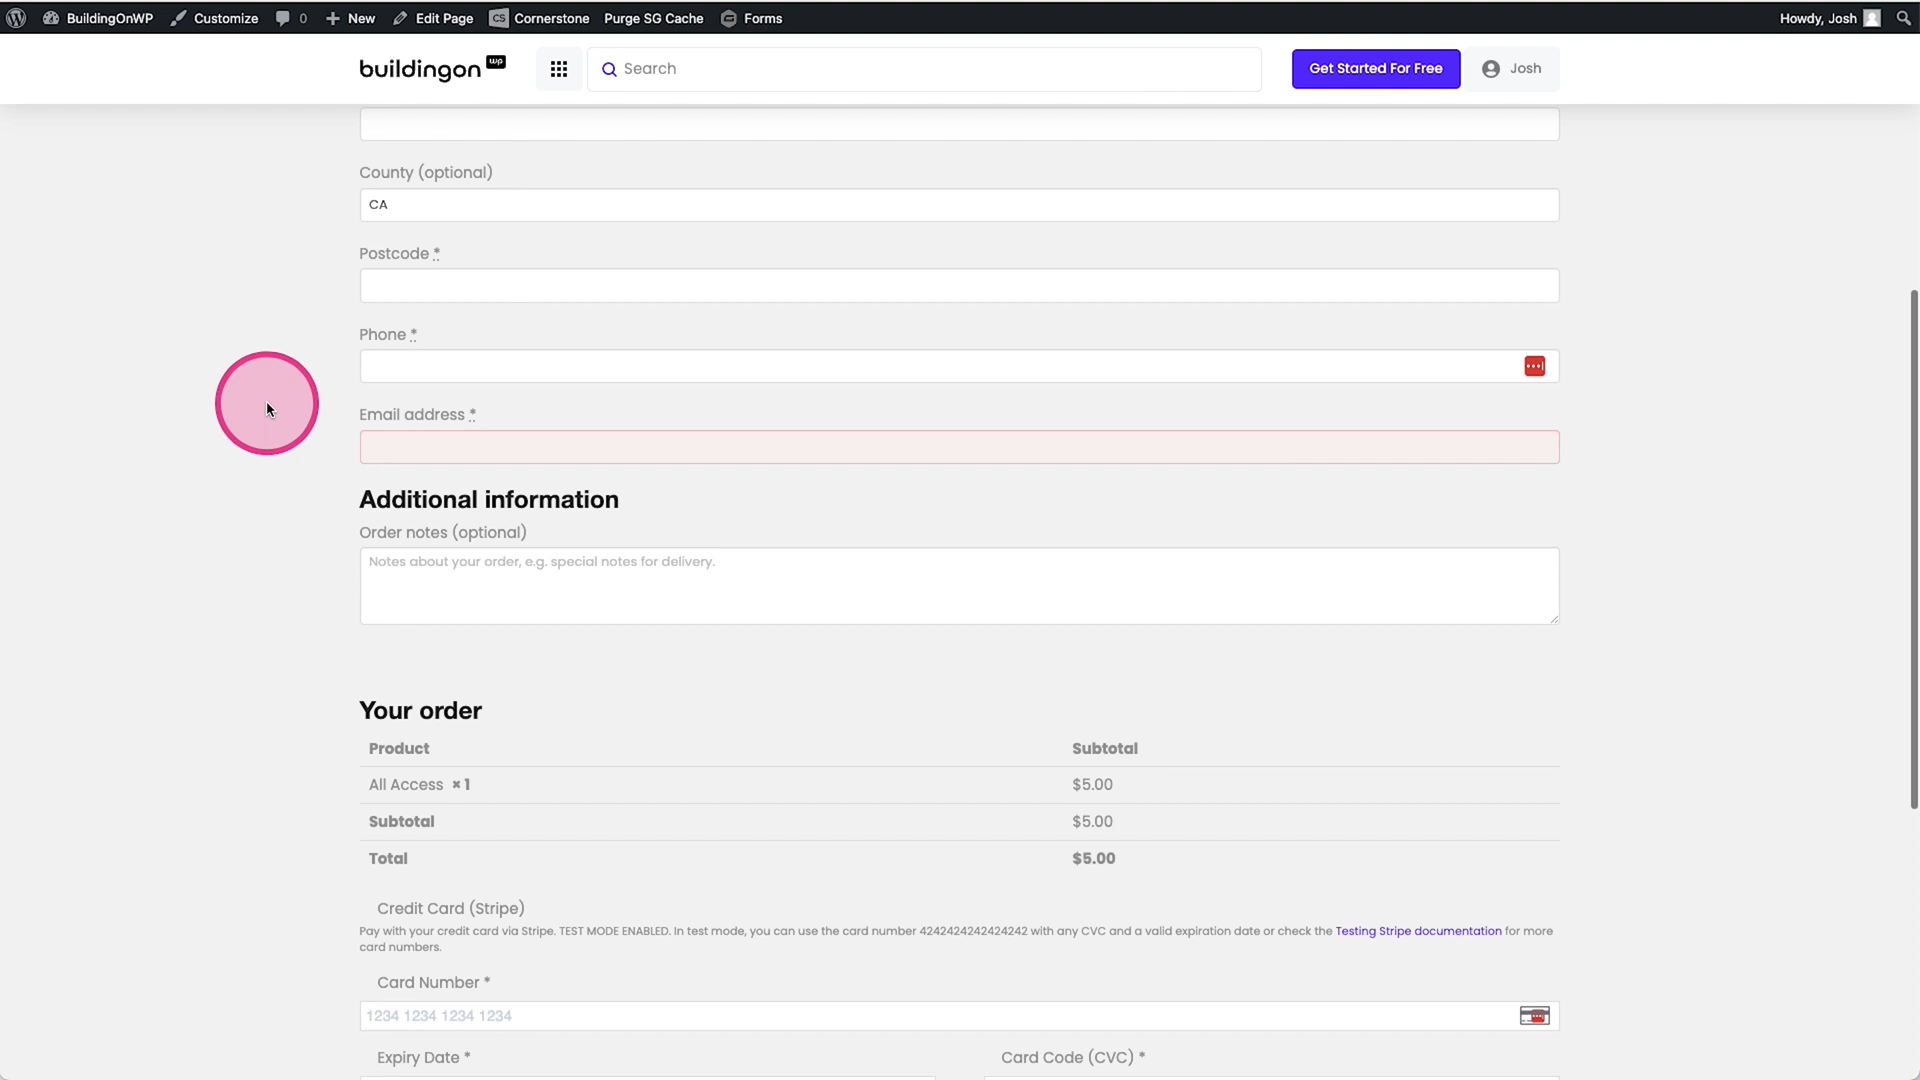 BuildingOnWP Customize 0 New Edit Page CS Cornerstone Purge SG Cache Forms Howdy, Josh
buildingon wp Search Get Started For Free Josh
County (optional)
CA
Postcode *
Phone *
Email address *
Additional information
Order notes (optional)
Notes about your order, e.g. special notes for delivery.
Your order
Product Subtotal
All Access × 1 $5.00
Subtotal $5.00
Total $5.00
Credit Card (Stripe)
Pay with your credit card via Stripe. TEST MODE ENABLED. In test mode, you can use the card number 4242424242424242 with any CVC and a valid expiration date or check the Testing Stripe documentation for more
card numbers.
Card Number *
1234 1234 1234 1234
Expiry Date * Card Code (CVC) *